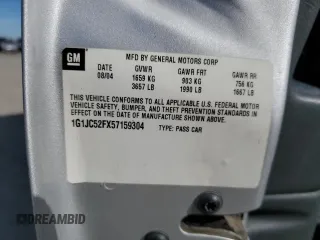 GM
MFD BY GENERAL MOTORS CORP
DATE GVWR GAWR FRT GAWR RR
08/04 1659 KG 903 KG 756 KG
3657 LB 1990 LB 1667 LB
THIS VEHICLE CONFORMS TO ALL APPLICABLE U.S. FEDERAL MOTOR
VEHICLE SAFETY, BUMPER, AND THEFT PREVENTION STANDARDS
IN EFFECT ON THE DATE OF MANUFACTURE SHOWN ABOVE.
1G1JC52FX57159304 TYPE: PASS CAR
DREAMBID